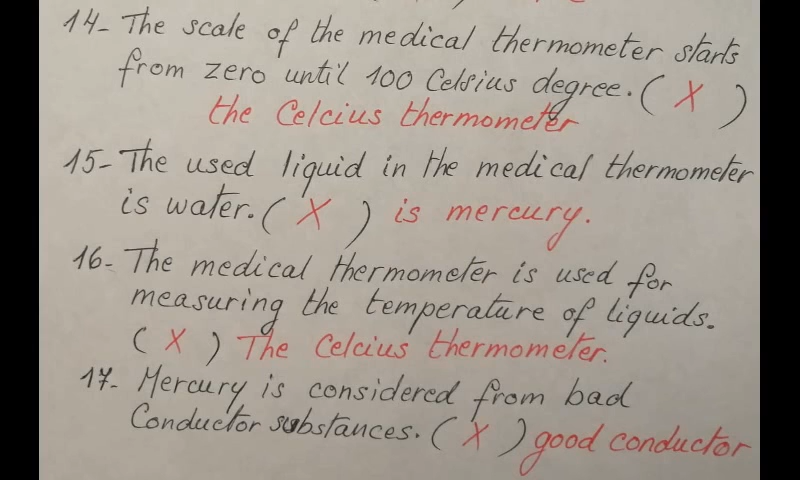 14- The scale of the medical thermometer starts
from zero until 100 Celsius degree. ( X )
the Celcius thermometer
15- The used liquid in the medical thermometer
is water. ( X ) is mercury.
16- The medical thermometer is used for
measuring the temperature of liquids.
( X ) The Celcius thermometer.
17- Mercury is considered from bad
Conductor substances. ( X ) good conductor